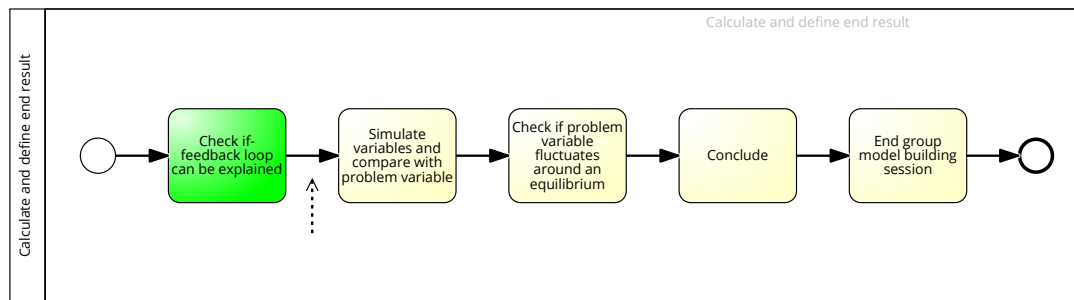 Calculate and define end result
Calculate and define end result
Check if-
feedback loop
can be explained
Simulate
variables and
compare with
problem variable
Check if problem
variable
fluctuates
around an
equilibrium
Conclude
End group
model building
session